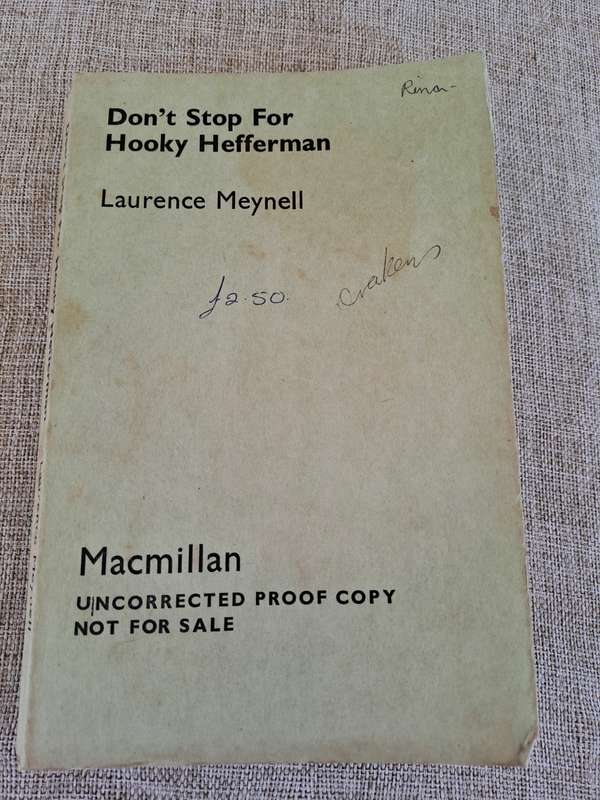 Don't Stop For
Hooky Hefferman
Laurence Meynell
£2.50.
Macmillan
UNCORRECTED PROOF COPY
NOT FOR SALE